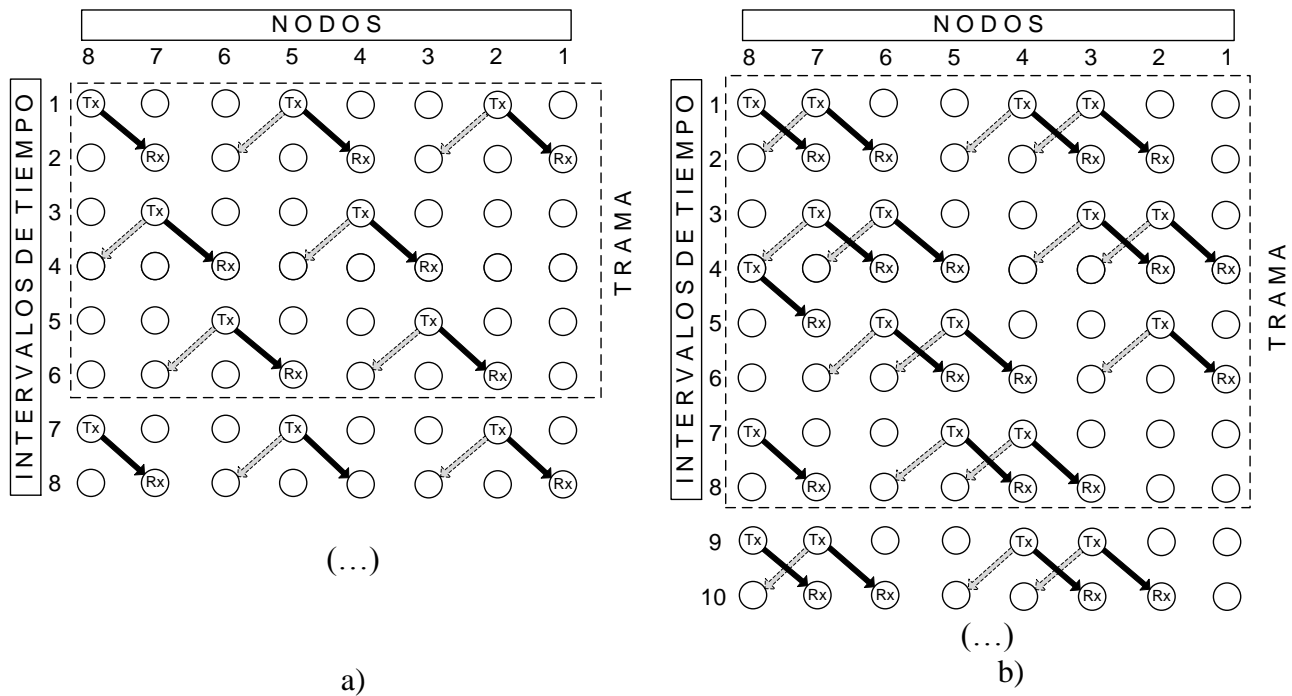 NODOS
8 7 6 5 4 3 2 1
INTERVALOS DE TIEMPO
1 Tx Tx Tx
2 Rx Rx Rx
3 Tx Tx
4 Rx Rx
5 Tx Tx
6 Rx Rx
7 Tx Tx Tx
8 Rx Rx
TRAMA
(...)
a)
NODOS
8 7 6 5 4 3 2 1
INTERVALOS DE TIEMPO
1 Tx Tx Tx Tx
2 Rx Rx Rx Rx
3 Tx Tx Tx Tx
4 Tx Rx Rx Rx Rx
5 Rx Tx Tx Tx
6 Rx Rx Rx
7 Tx Tx Tx
8 Rx Rx Rx
9 Tx Tx Tx Tx
10 Rx Rx Rx Rx
TRAMA
(...)
b)